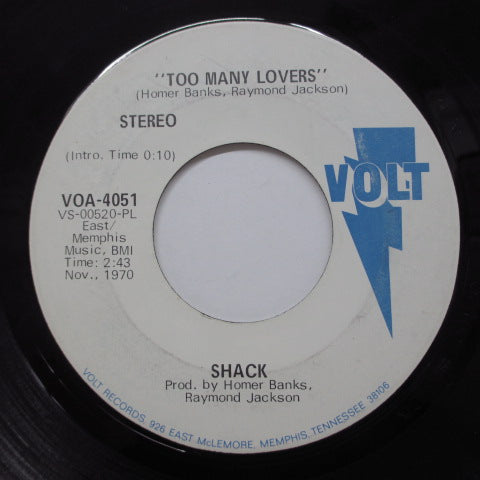 "TOO MANY LOVERS"
(Homer Banks, Raymond Jackson)
STEREO
(Intro. Time 0:10)
VOLT
VOA-4051
VS-00520-PL
East/
Memphis
Music, BMI
Time: 2:43
Nov., 1970
SHACK
Prod. by Homer Banks,
Raymond Jackson
VOLT RECORDS, 926 EAST McLEMORE, MEMPHIS, TENNESSEE 38106